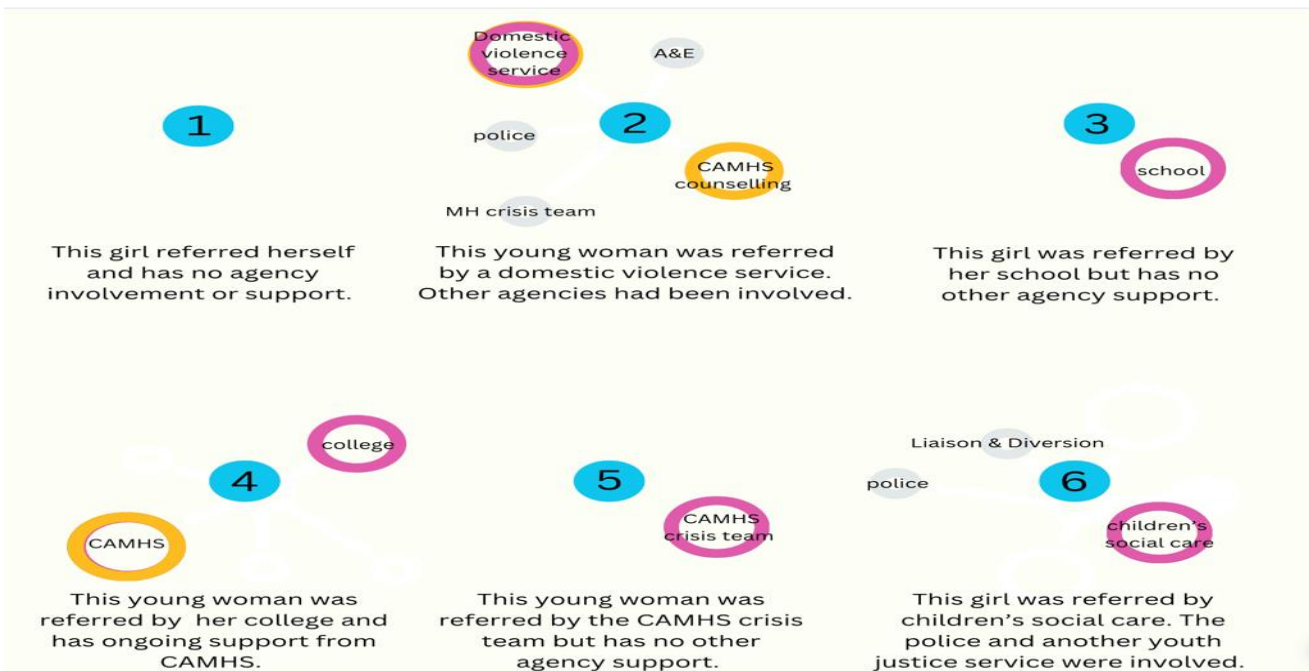 1
This girl referred herself
and has no agency
involvement or support.
Domestic
violence
service
A&E
police
2
CAMHS
counselling
MH crisis team
This young woman was referred
by a domestic violence service.
Other agencies had been involved.
3
school
This girl was referred by
her school but has no
other agency support.
4
college
CAMHS
This young woman was
referred by her college and
has ongoing support from
CAMHS.
5
CAMHS
crisis team
This young woman was
referred by the CAMHS crisis
team but has no other
agency support.
Liaison & Diversion
police
6
children's
social care
This girl was referred by
children's social care. The
police and another youth
justice service were involved.